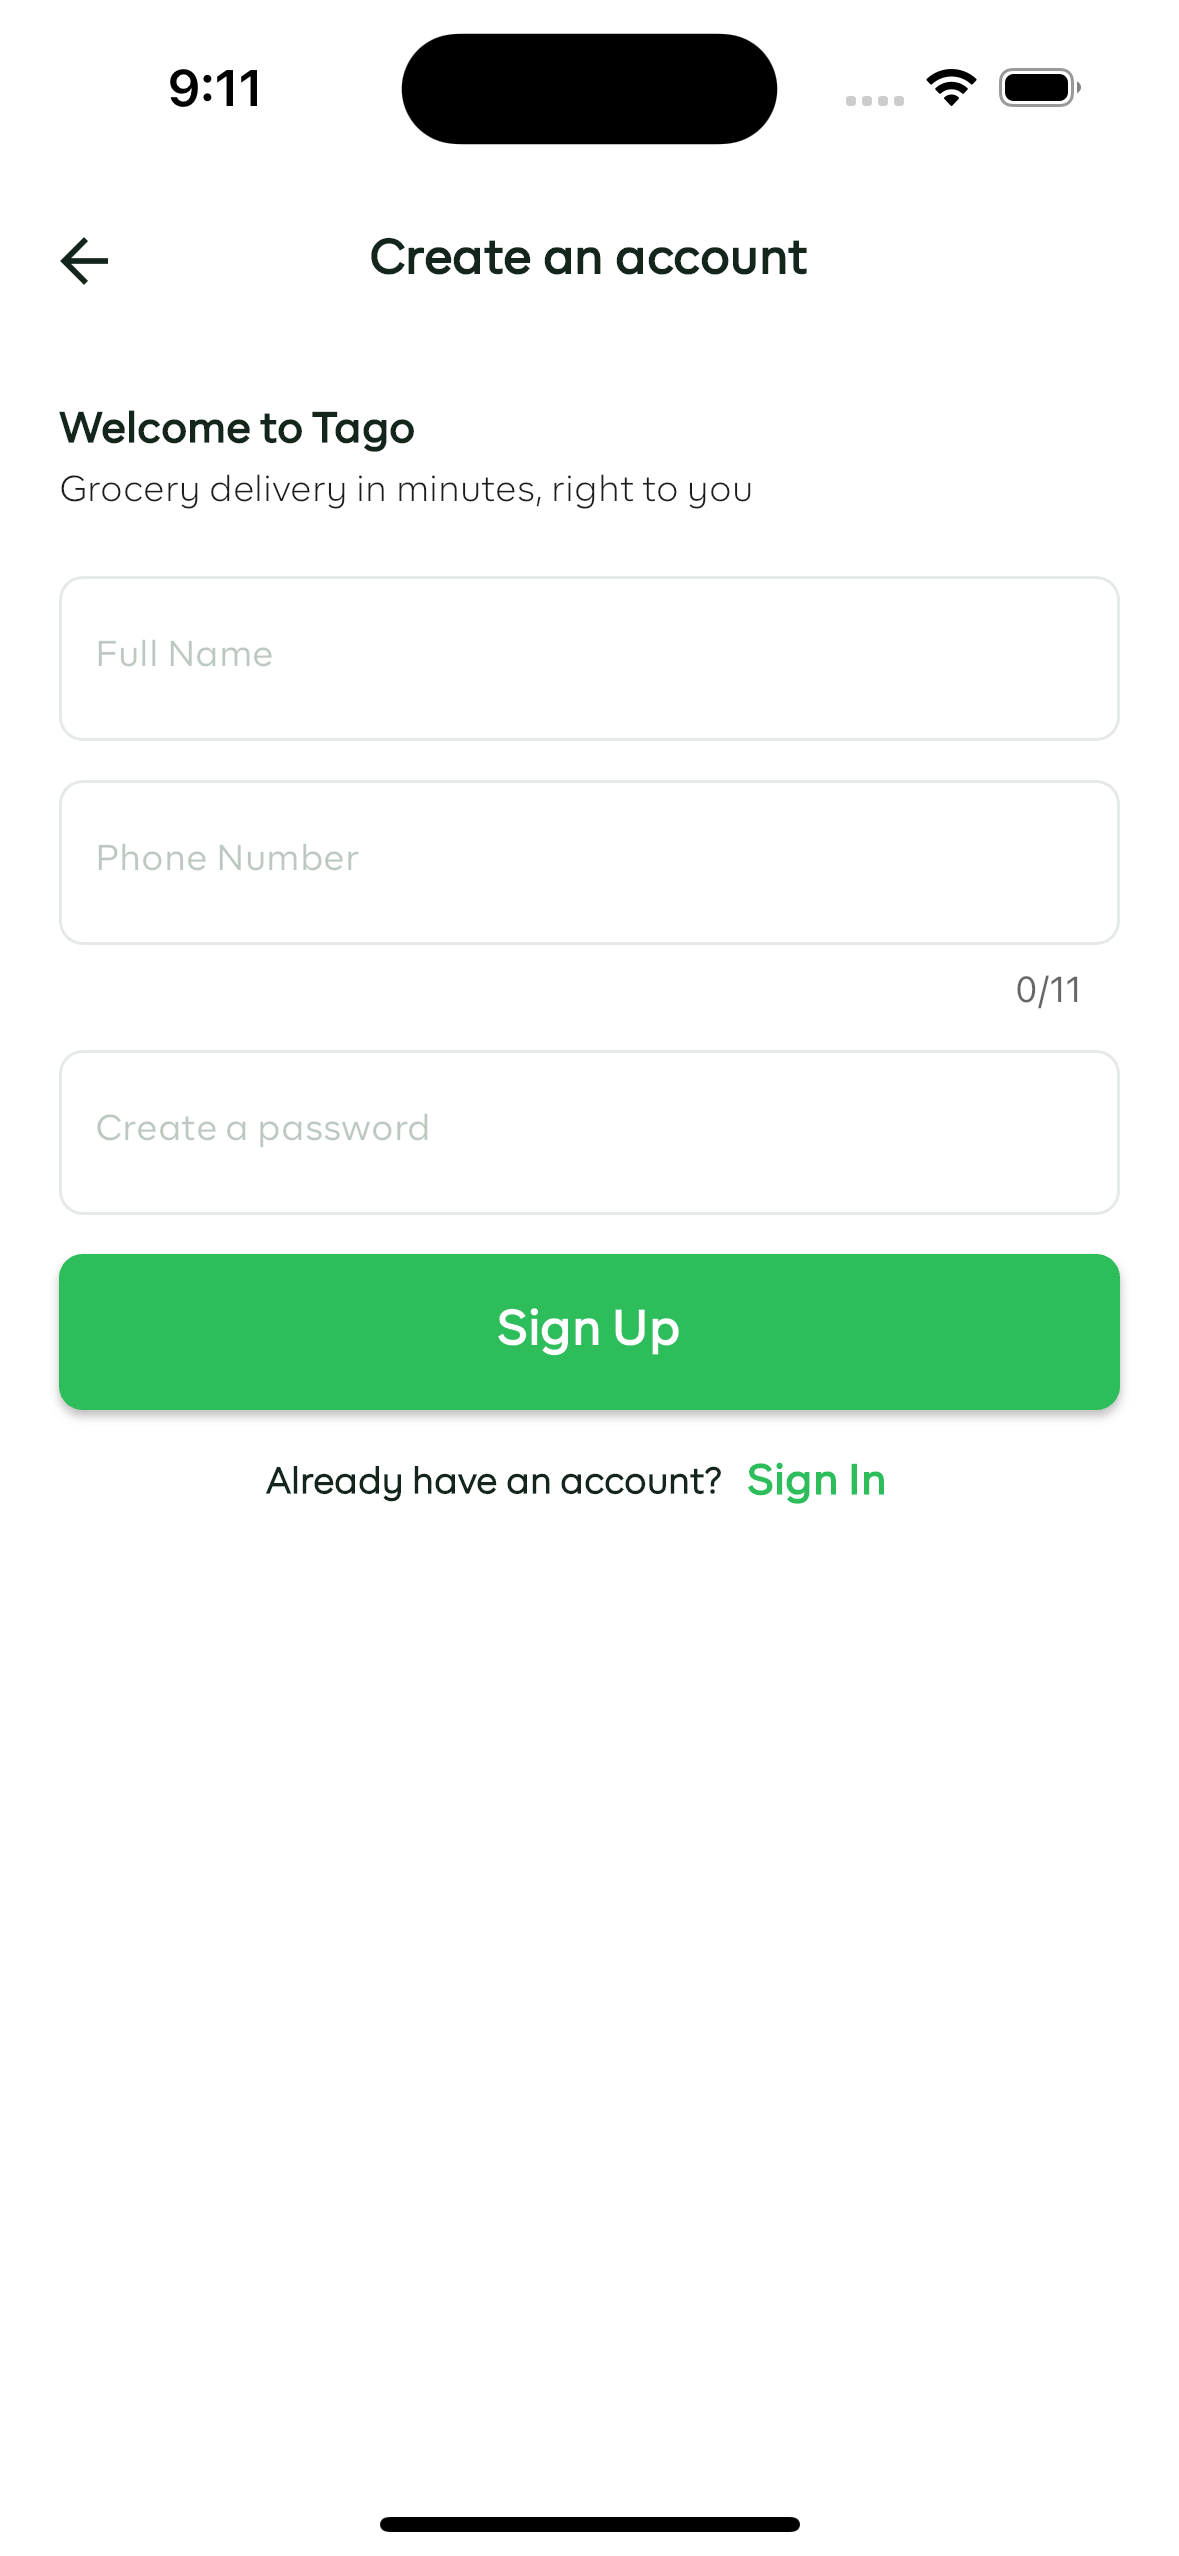 9:11
Create an account
Welcome to Tago
Grocery delivery in minutes, right to you
Full Name
Phone Number
0/11
Create a password
Sign Up
Already have an account? Sign In